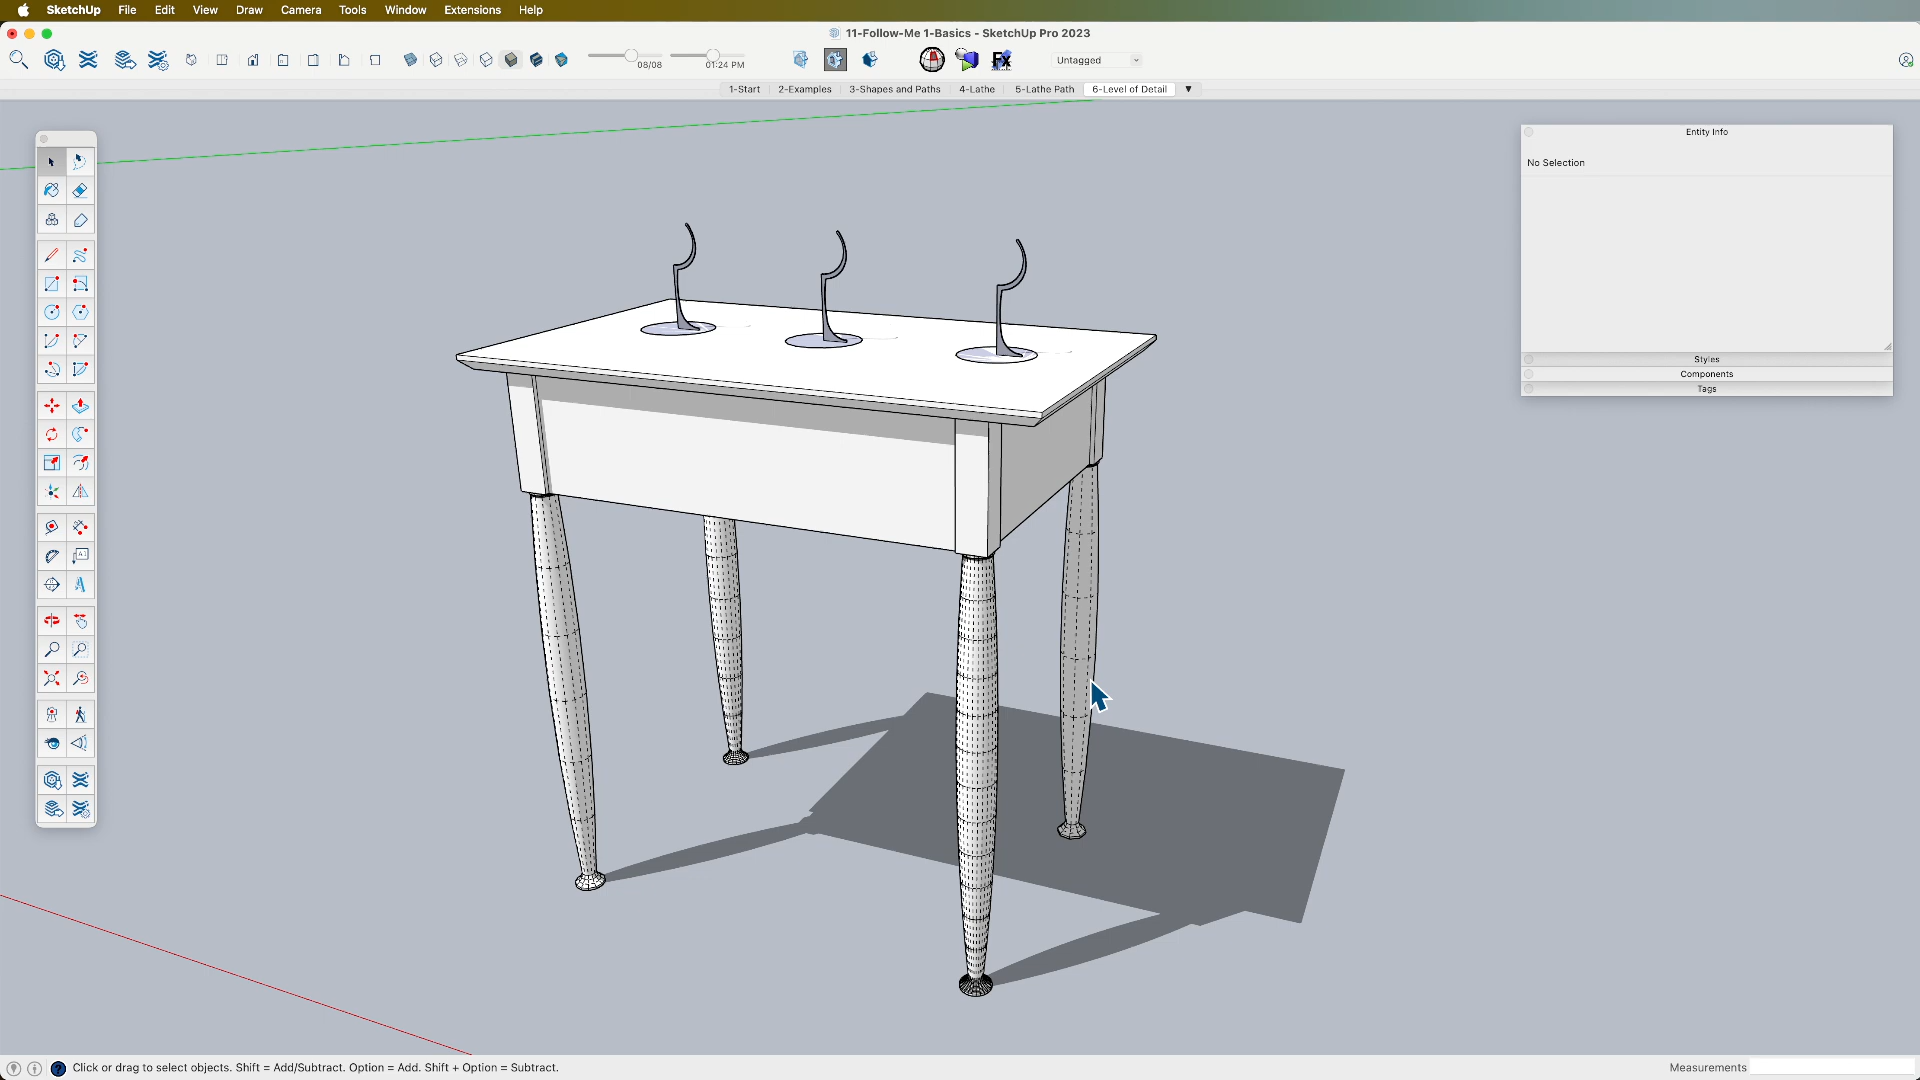 SketchUp File Edit View Draw Camera Tools Window Extensions Help
11-Follow-Me 1-Basics - SketchUp Pro 2023
08/08 01:24 PM Untagged
1-Start 2-Examples 3-Shapes and Paths 4-Lathe 5-Lathe Path 6-Level of Detail
Entity Info
No Selection
Styles
Components
Tags
Click or drag to select objects. Shift = Add/Subtract. Option = Add. Shift + Option = Subtract.
Measurements